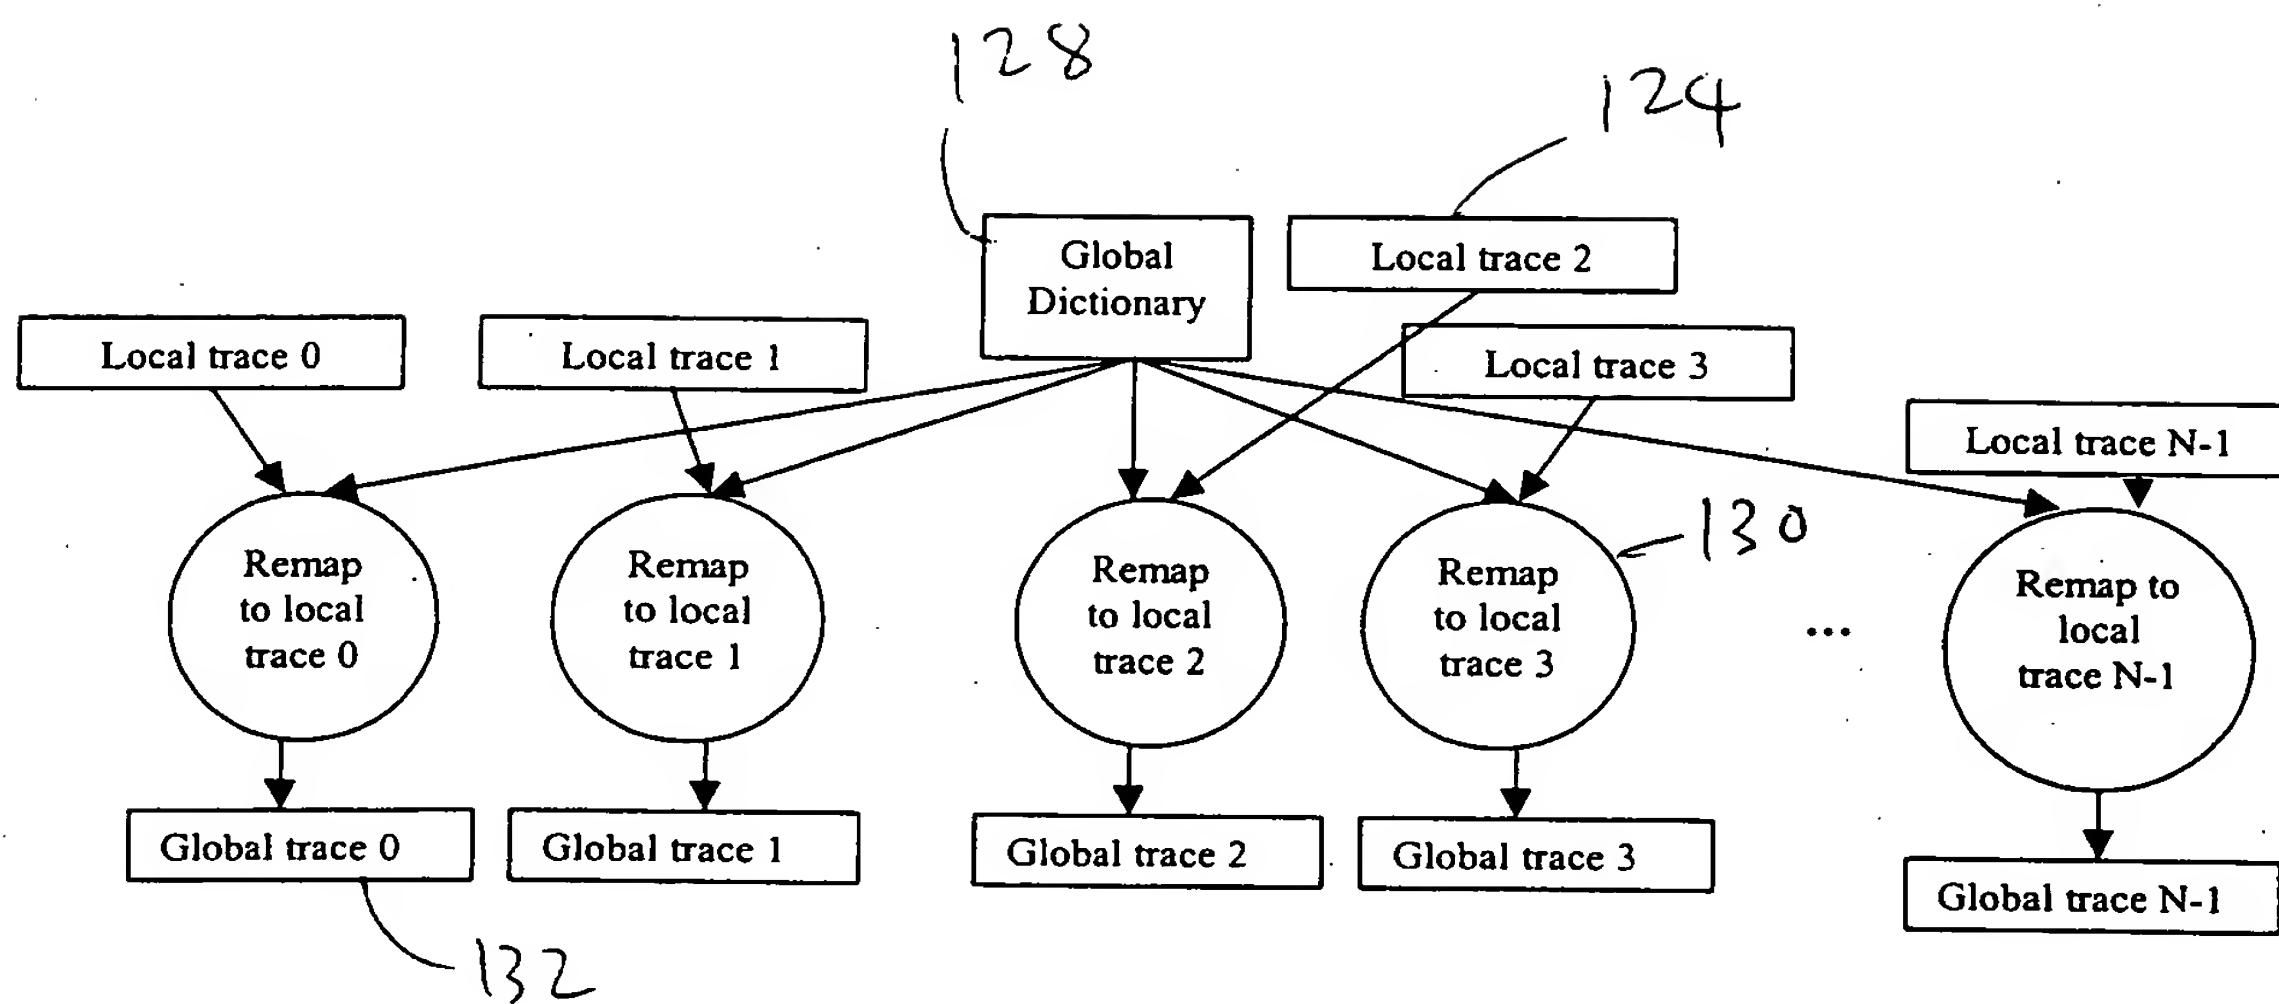 128
124
Global
Dictionary
Local trace 2
Local trace 0
Local trace 1
Local trace 3
Local trace N-1
Remap
to local
trace 0
Remap
to local
trace 1
Remap
to local
trace 2
Remap
to local
trace 3
130
...
Remap to
local
trace N-1
Global trace 0
Global trace 1
Global trace 2
Global trace 3
Global trace N-1
132